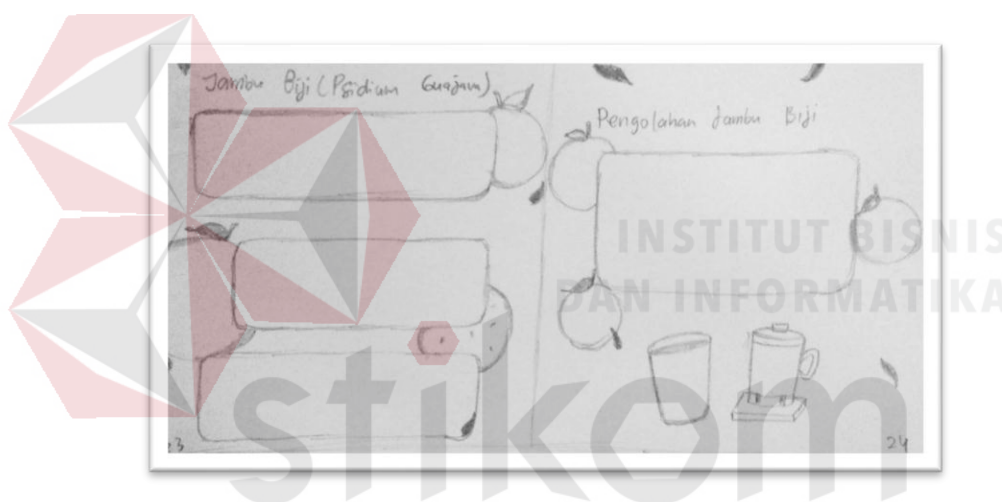 Jambu Biji (Psidium Guajava)
Pengolahan Jambu Biji
INSTITUT BISNIS
DAN INFORMATIKA
stikom
23
24